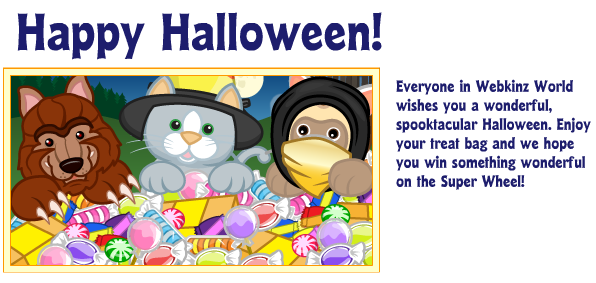 Happy Halloween!
Everyone in Webkinz World
wishes you a wonderful,
spooktacular Halloween. Enjoy
your treat bag and we hope
you win something wonderful
on the Super Wheel!